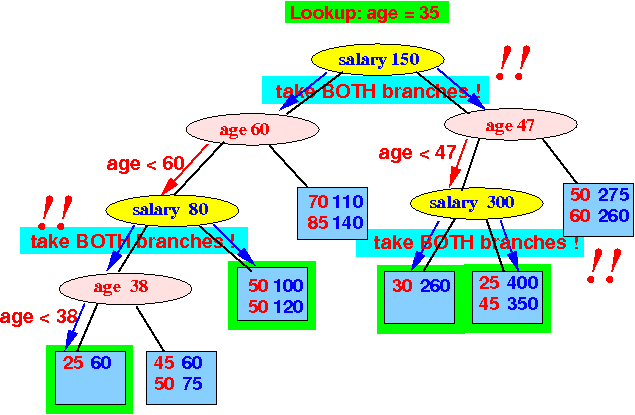 Lookup: age = 35
salary 150
!!
take BOTH branches !
age 60
age 47
age < 60
age < 47
70 110
85 140
50 275
60 260
!!
salary 80
salary 300
take BOTH branches !
take BOTH branches !
!!
age 38
50 100
50 120
30 260
25 400
45 350
age < 38
25 60
45 60
50 75